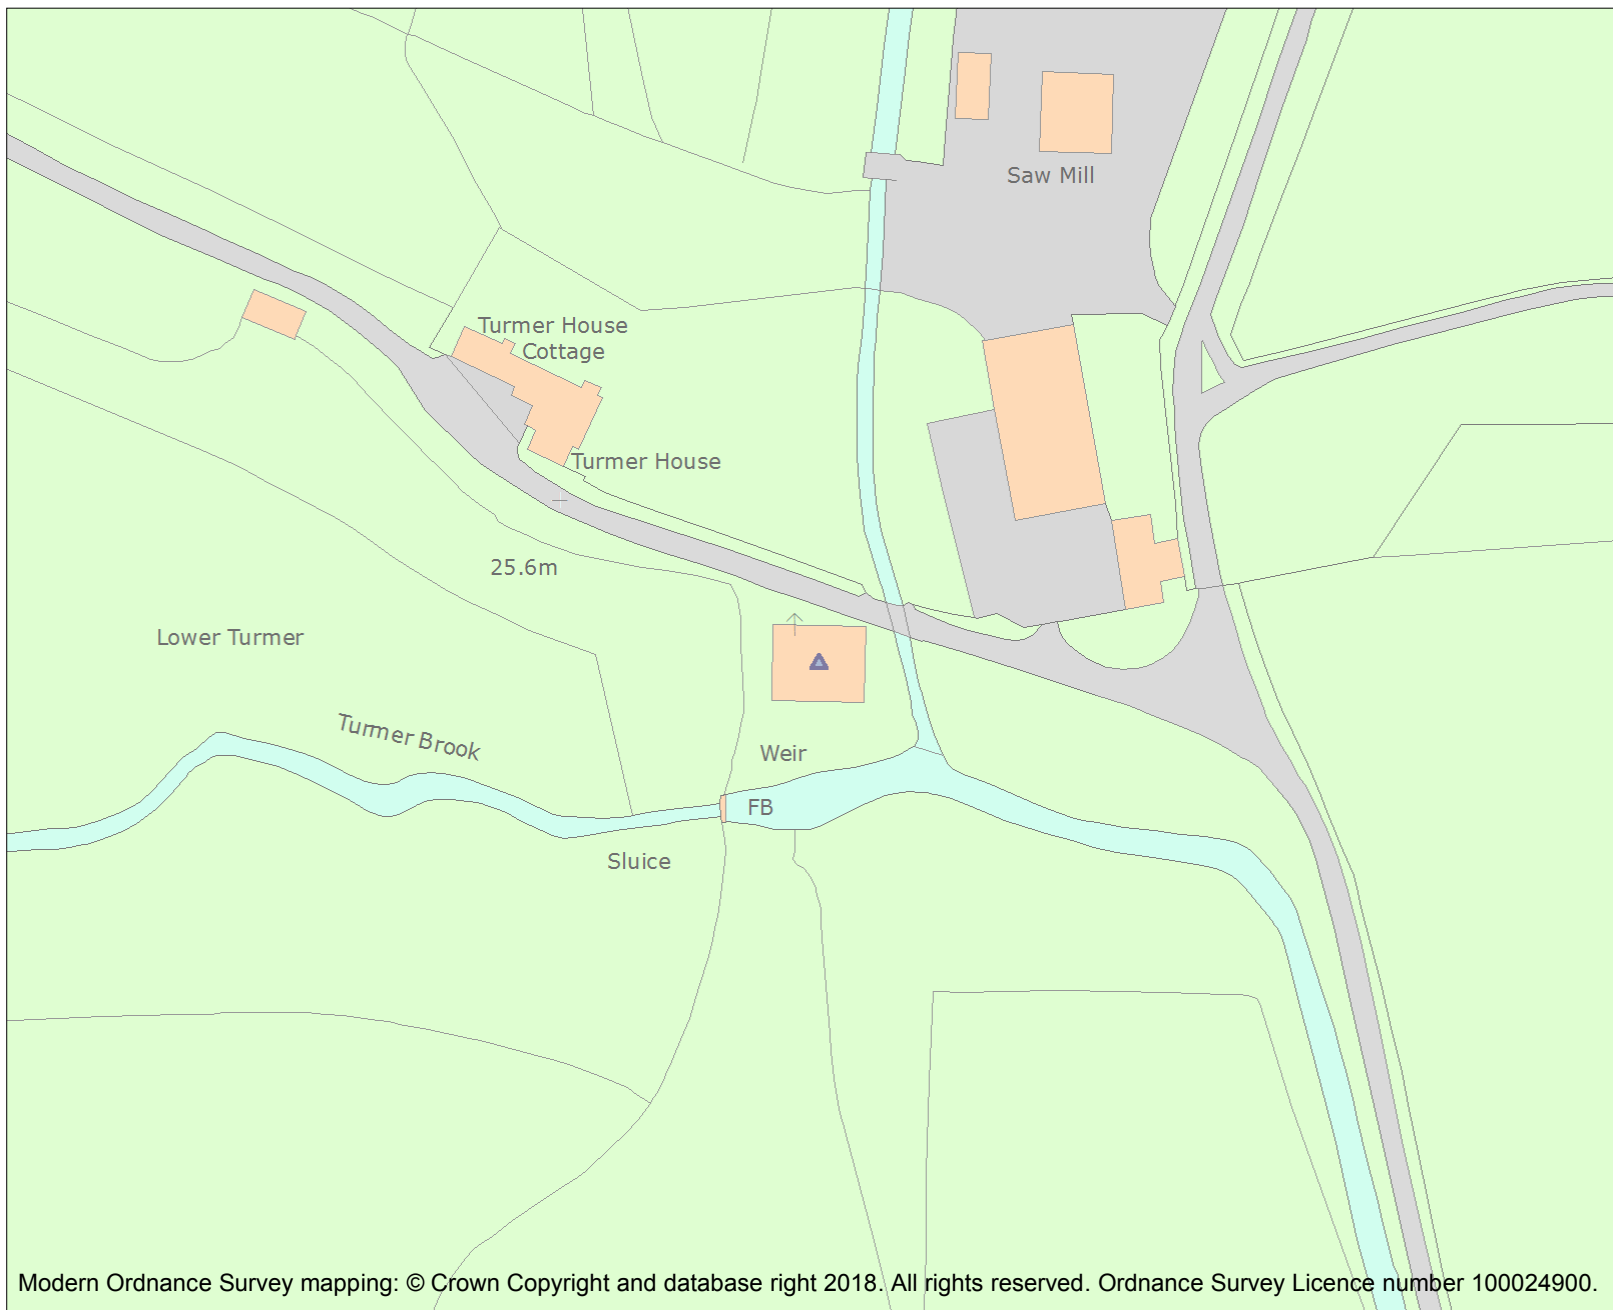 Saw Mill
Turmer House
Cottage
Turmer House
25.6m
Lower Turmer
Turmer Brook
Weir
FB
Sluice
Modern Ordnance Survey mapping: © Crown Copyright and database right 2018. All rights reserved. Ordnance Survey Licence number 100024900.